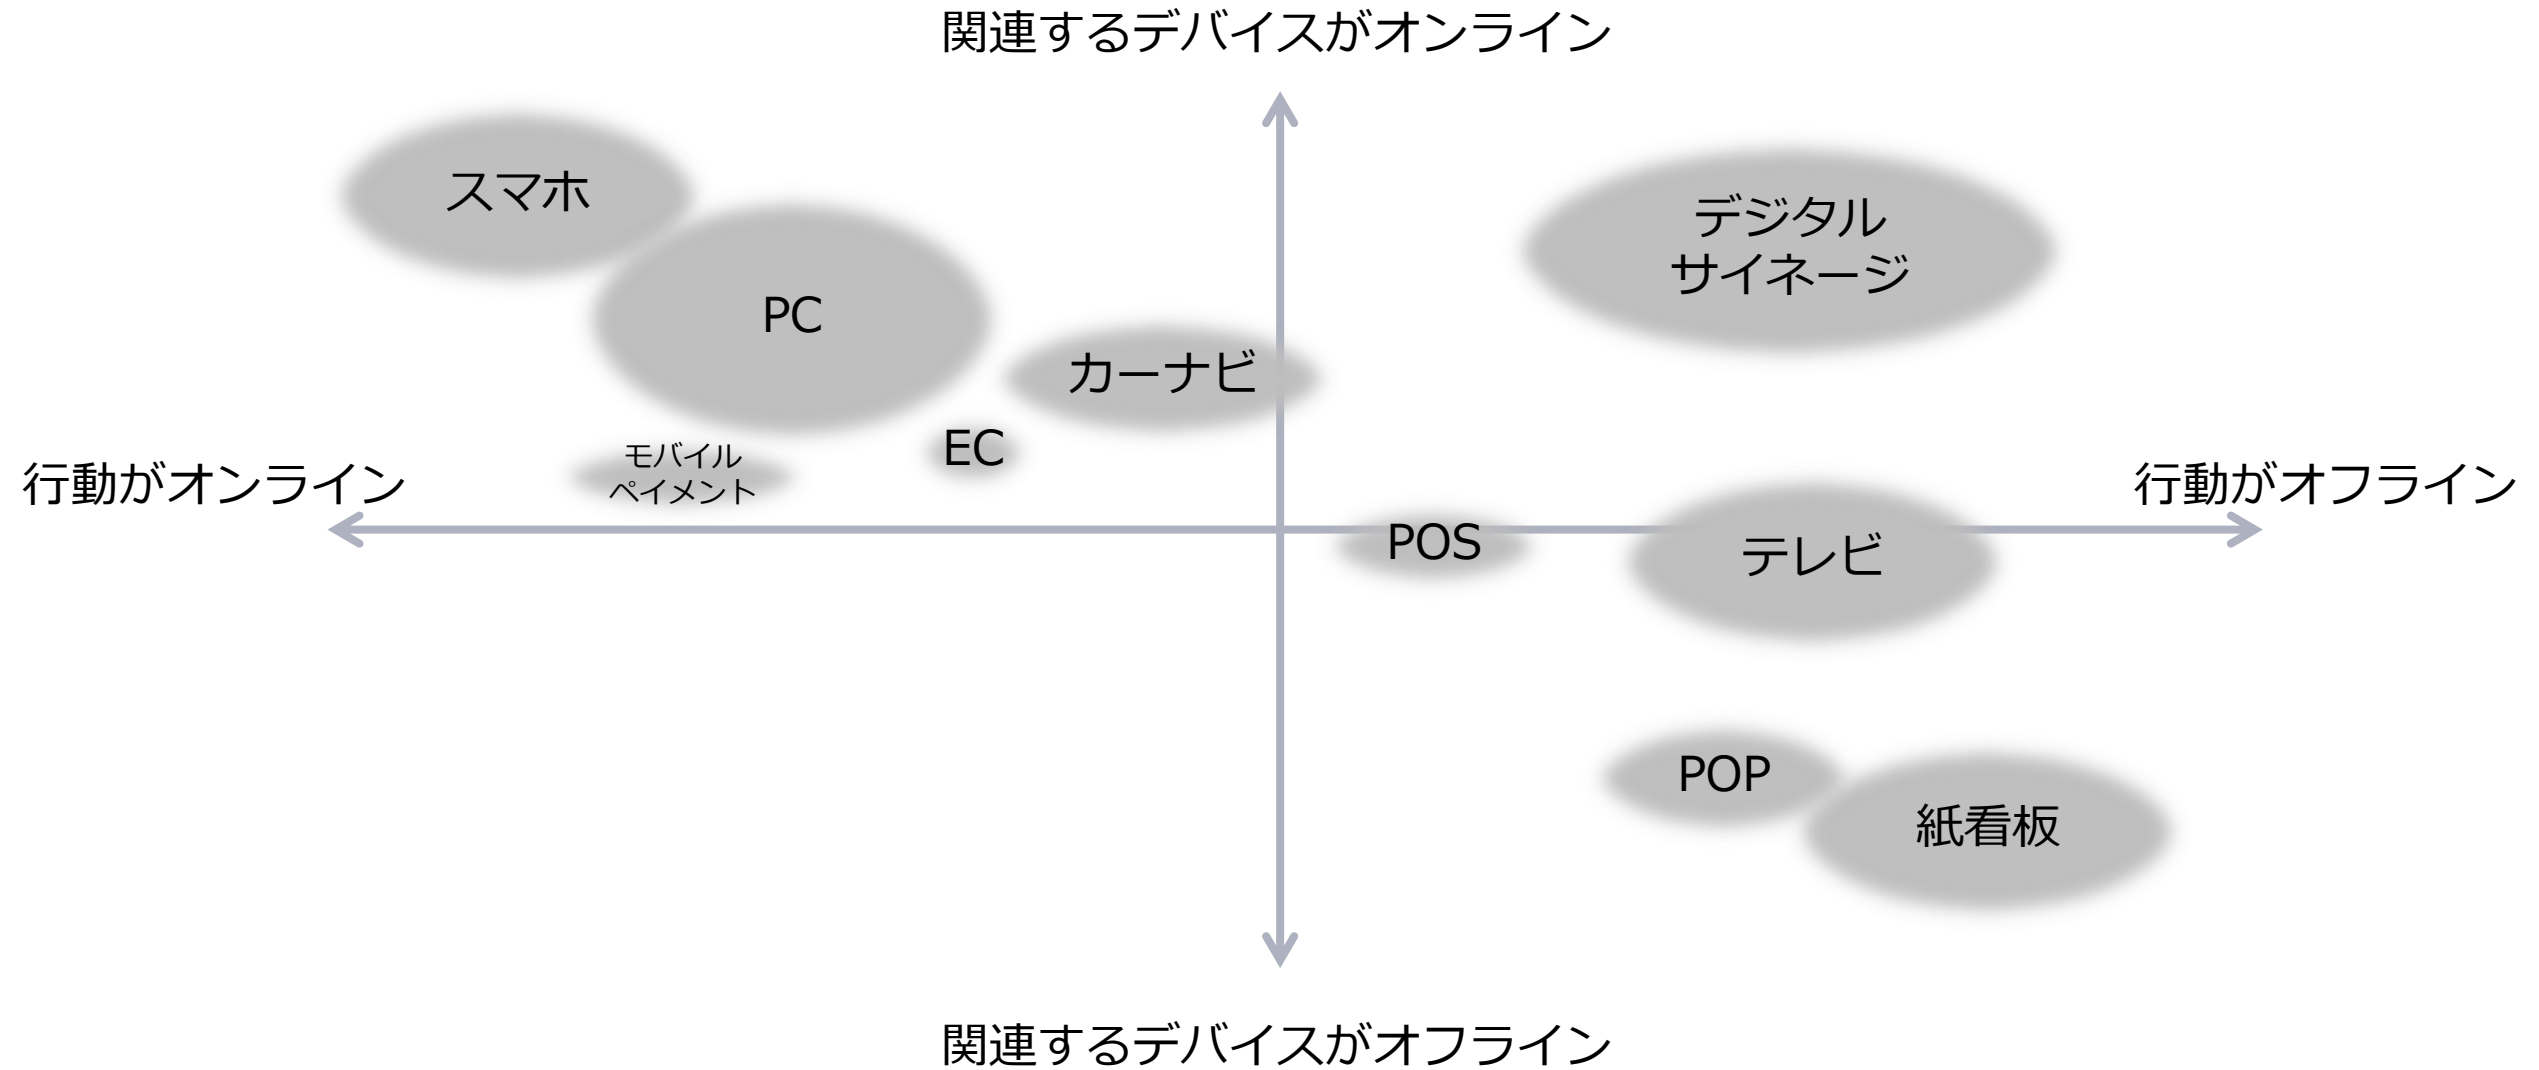 関連するデバイスがオンライン
スマホ
デジタル
サイネージ
PC
カーナビ
EC
モバイル
ペイメント
行動がオンライン
行動がオフライン
POS
テレビ
POP
紙看板
関連するデバイスがオフライン